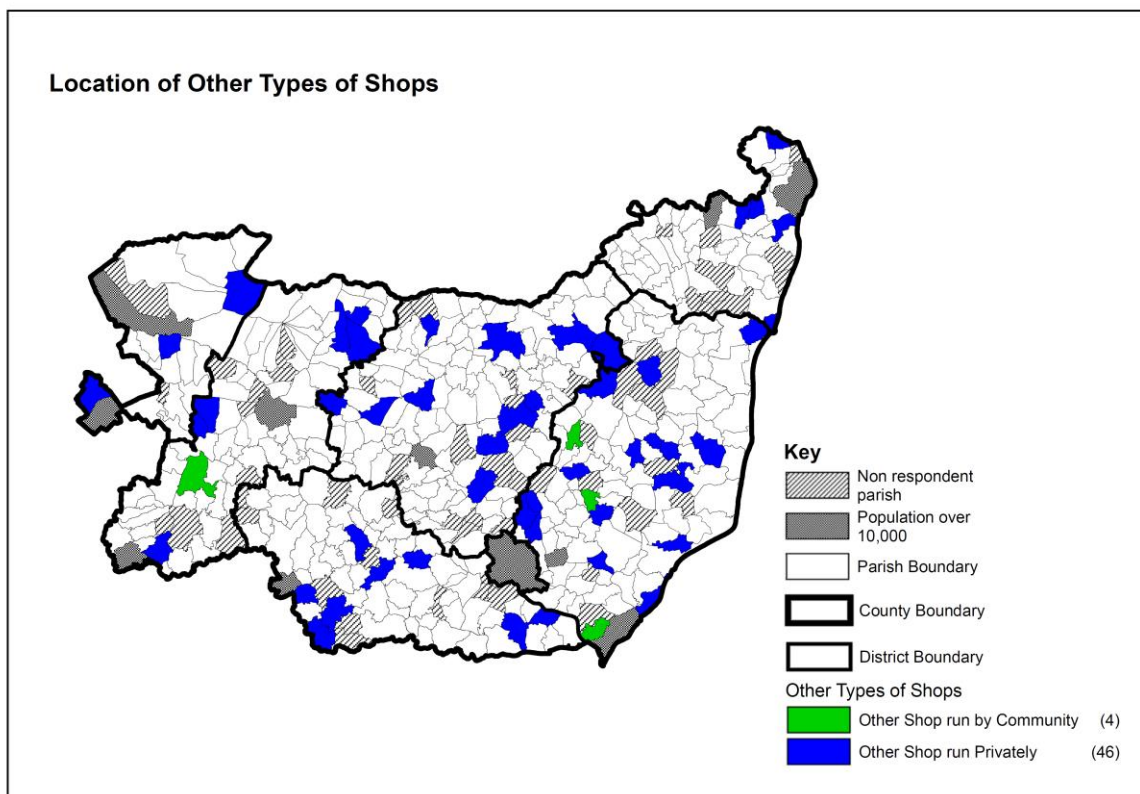 Location of Other Types of Shops
Key
Non respondent
parish
Population over
10,000
Parish Boundary
County Boundary
District Boundary
Other Types of Shops
Other Shop run by Community (4)
Other Shop run Privately (46)